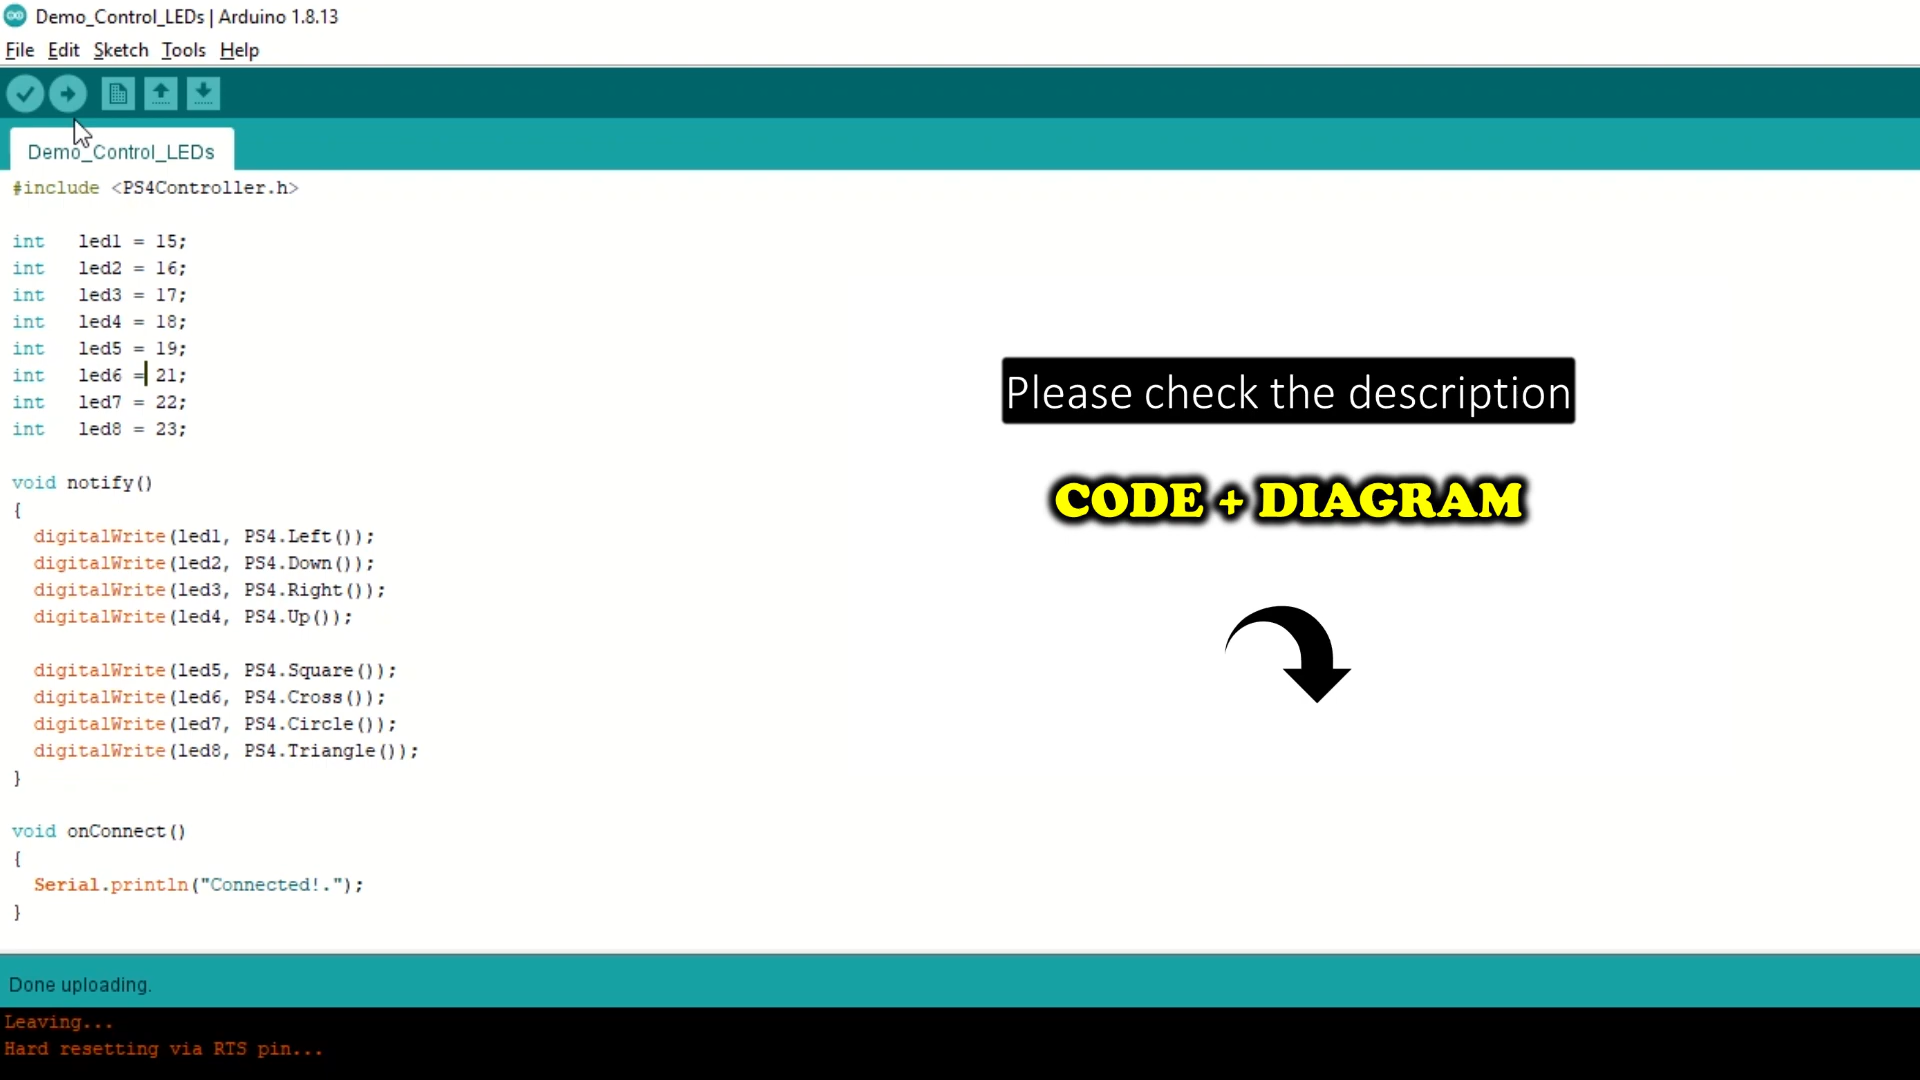 Demo_Control_LEDs | Arduino 1.8.13
File Edit Sketch Tools Help
Demo_Control_LEDs
#include <PS4Controller.h>
int led1 = 15;
int led2 = 16;
int led3 = 17;
int led4 = 18;
int led5 = 19;
int led6 = 21;
int led7 = 22;
int led8 = 23;
void notify()
{
digitalWrite(led1, PS4.Left());
digitalWrite(led2, PS4.Down());
digitalWrite(led3, PS4.Right());
digitalWrite(led4, PS4.Up());
digitalWrite(led5, PS4.Square());
digitalWrite(led6, PS4.Cross());
digitalWrite(led7, PS4.Circle());
digitalWrite(led8, PS4.Triangle());
}
void onConnect()
{
Serial.println("Connected!.");
}
Please check the description
CODE + DIAGRAM
Done uploading.
Leaving...
Hard resetting via RTS pin...